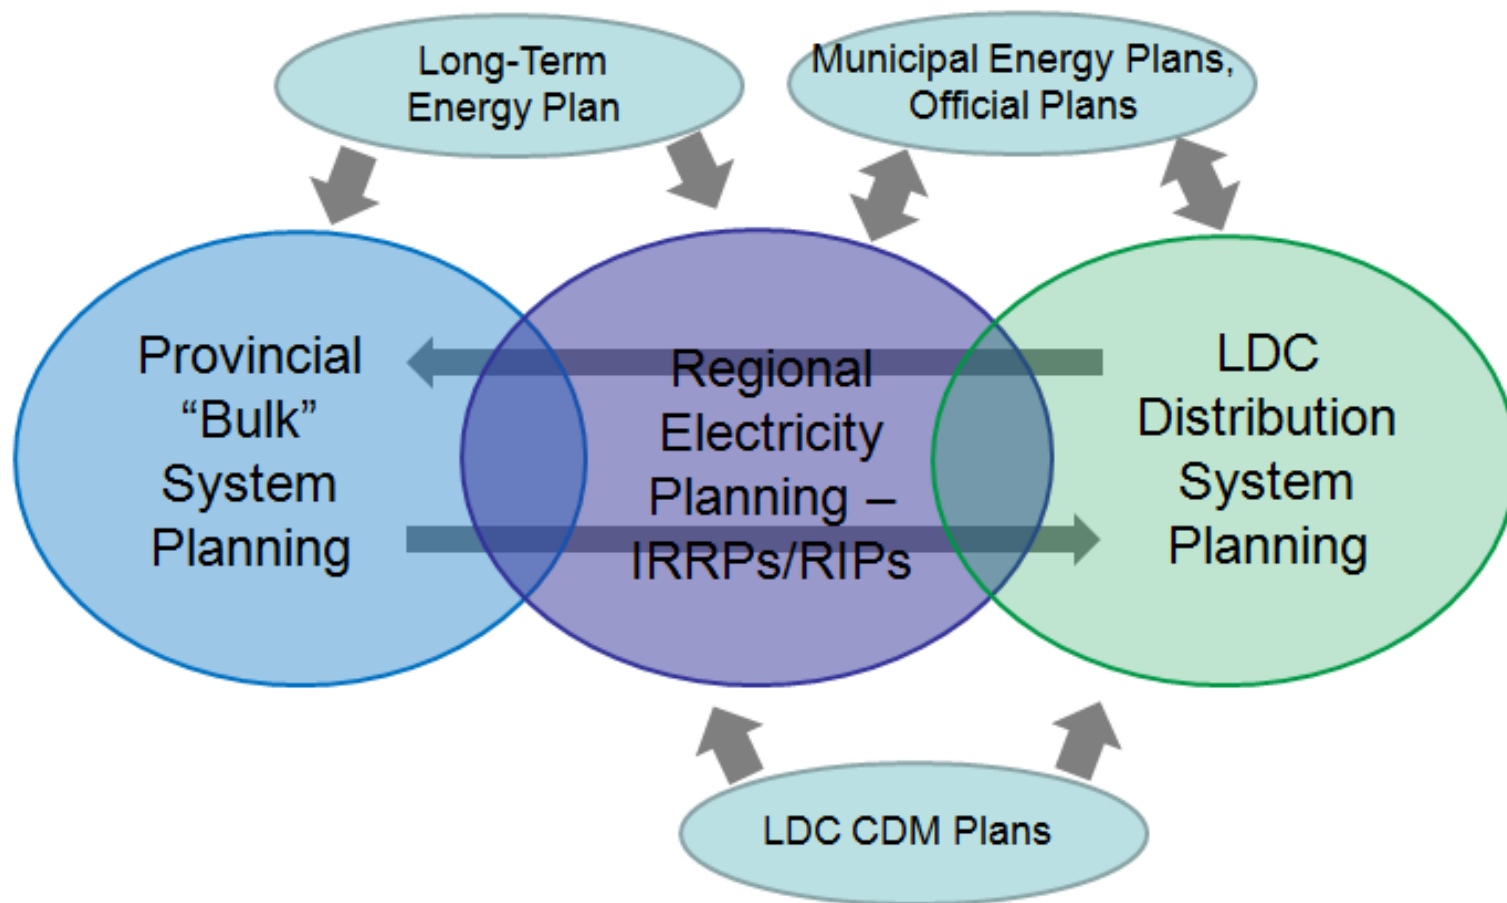 Long-Term
Energy Plan
Municipal Energy Plans,
Official Plans
Provincial
“Bulk”
System
Planning
Regional
Electricity
Planning –
IRRPs/RIPs
LDC
Distribution
System
Planning
LDC CDM Plans